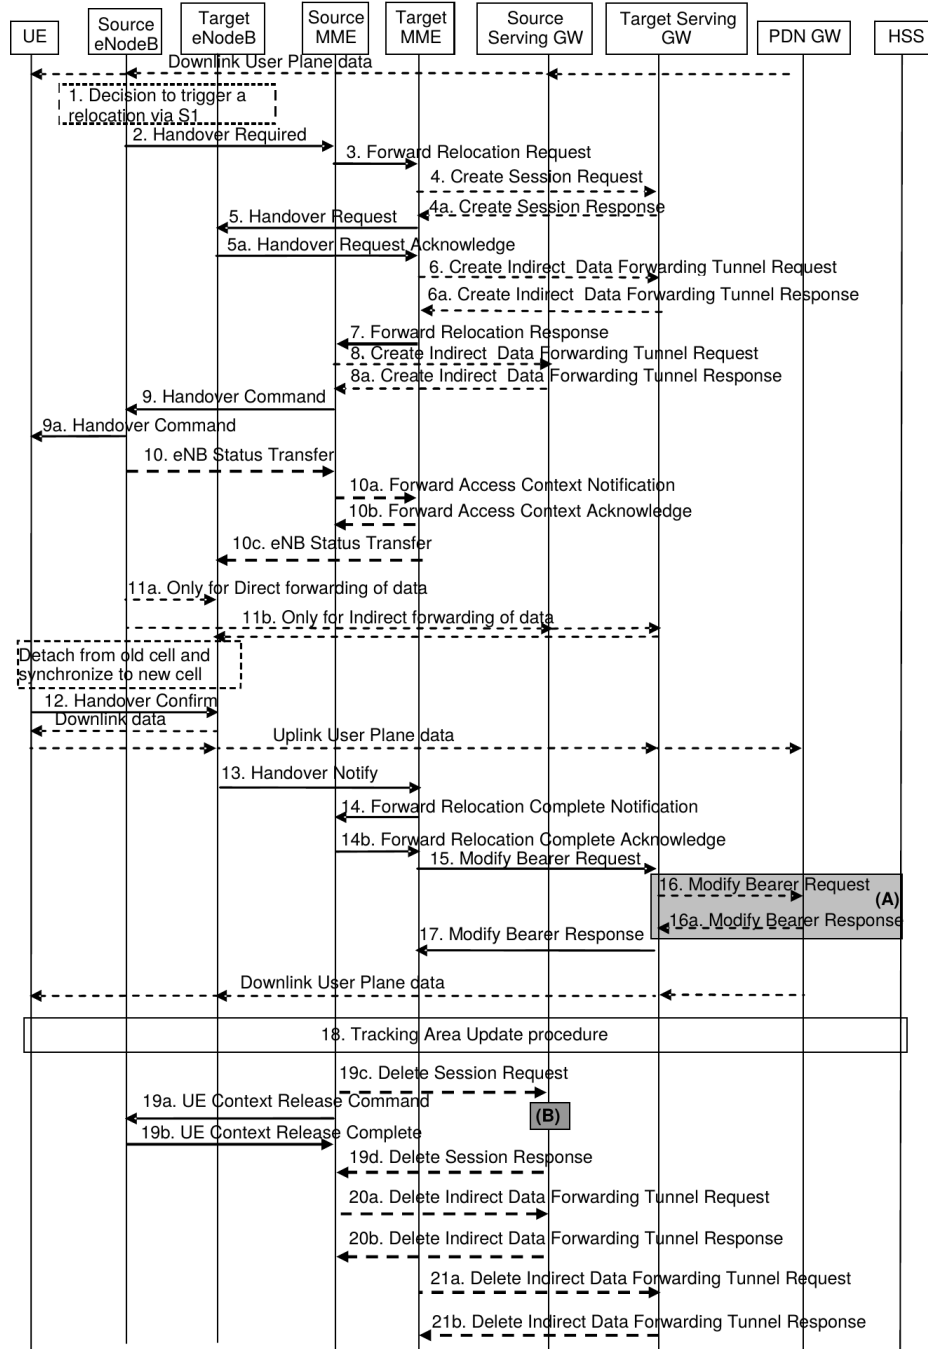 UE
Source
eNodeB
Target
eNodeB
Source
MME
Target
MME
Source
Serving GW
Target Serving
GW
PDN GW
HSS
Downlink User Plane data
1. Decision to trigger a
relocation via S1
2. Handover Required
3. Forward Relocation Request
4. Create Session Request
4a. Create Session Response
5. Handover Request
5a. Handover Request Acknowledge
6. Create Indirect Data Forwarding Tunnel Request
6a. Create Indirect Data Forwarding Tunnel Response
7. Forward Relocation Response
8. Create Indirect Data Forwarding Tunnel Request
8a. Create Indirect Data Forwarding Tunnel Response
9. Handover Command
9a. Handover Command
10. eNB Status Transfer
10a. Forward Access Context Notification
10b. Forward Access Context Acknowledge
10c. eNB Status Transfer
11a. Only for Direct forwarding of data
11b. Only for Indirect forwarding of data
Detach from old cell and
synchronize to new cell
12. Handover Confirm
Downlink data
Uplink User Plane data
13. Handover Notify
14. Forward Relocation Complete Notification
14b. Forward Relocation Complete Acknowledge
15. Modify Bearer Request
16. Modify Bearer Request
(A)
16a. Modify Bearer Response
17. Modify Bearer Response
Downlink User Plane data
18. Tracking Area Update procedure
19c. Delete Session Request
19a. UE Context Release Command
(B)
19b. UE Context Release Complete
19d. Delete Session Response
20a. Delete Indirect Data Forwarding Tunnel Request
20b. Delete Indirect Data Forwarding Tunnel Response
21a. Delete Indirect Data Forwarding Tunnel Request
21b. Delete Indirect Data Forwarding Tunnel Response